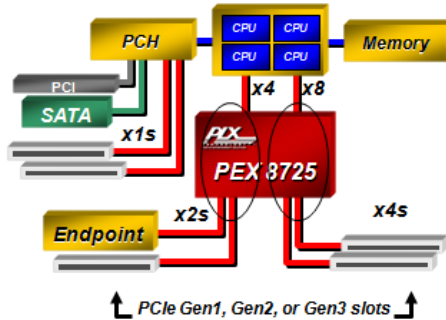 PCH
CPU
CPU
CPU
CPU
Memory
PCI
SATA
x4
x8
x1s
PLX
PEX 8725
Endpoint
x2s
x4s
PCIe Gen1, Gen2, or Gen3 slots